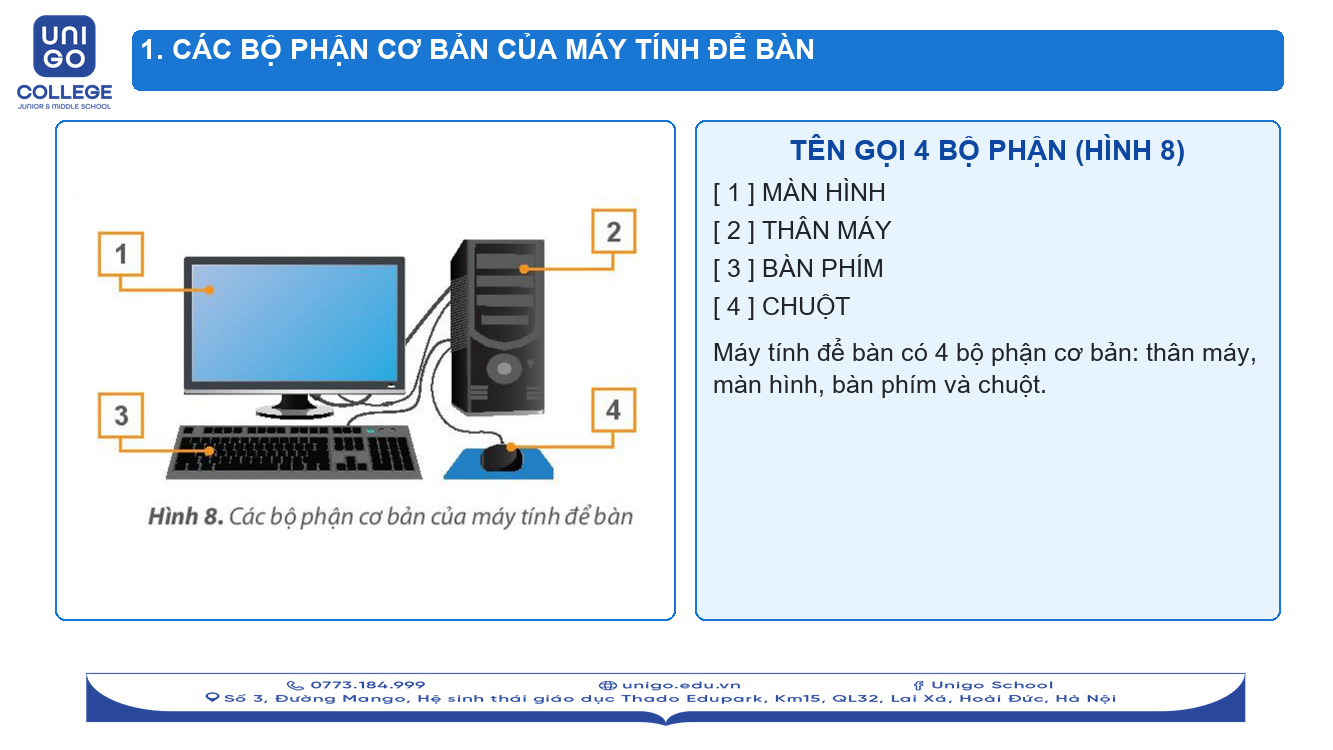 UNI
GO
COLLEGE
JUNIOR & MIDDLE SCHOOL
1. CÁC BỘ PHẬN CƠ BẢN CỦA MÁY TÍNH ĐỂ BÀN
1
2
3
4
Hình 8. Các bộ phận cơ bản của máy tính để bàn
TÊN GỌI 4 BỘ PHẬN (HÌNH 8)
[ 1 ] MÀN HÌNH
[ 2 ] THÂN MÁY
[ 3 ] BÀN PHÍM
[ 4 ] CHUỘT
Máy tính để bàn có 4 bộ phận cơ bản: thân máy,
màn hình, bàn phím và chuột.
0773.184.999 unigo.edu.vn Unigo School
Số 3, Đường Mango, Hệ sinh thái giáo dục Thado Edupark, Km15, QL32, Lai Xá, Hoài Đức, Hà Nội